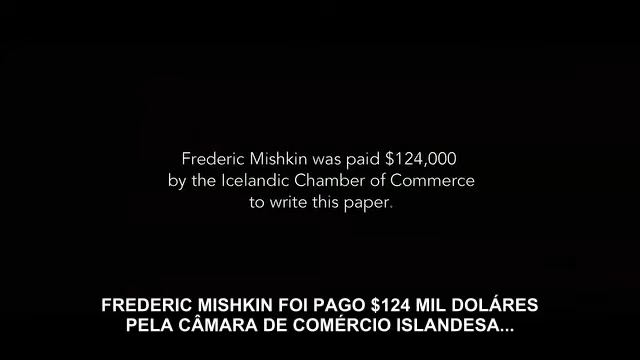 Frederic Mishkin was paid $124,000
by the Icelandic Chamber of Commerce
to write this paper.
FREDERIC MISHKIN FOI PAGO $124 MIL DOLÁRES
PELA CÂMARA DE COMÉRCIO ISLANDESA...